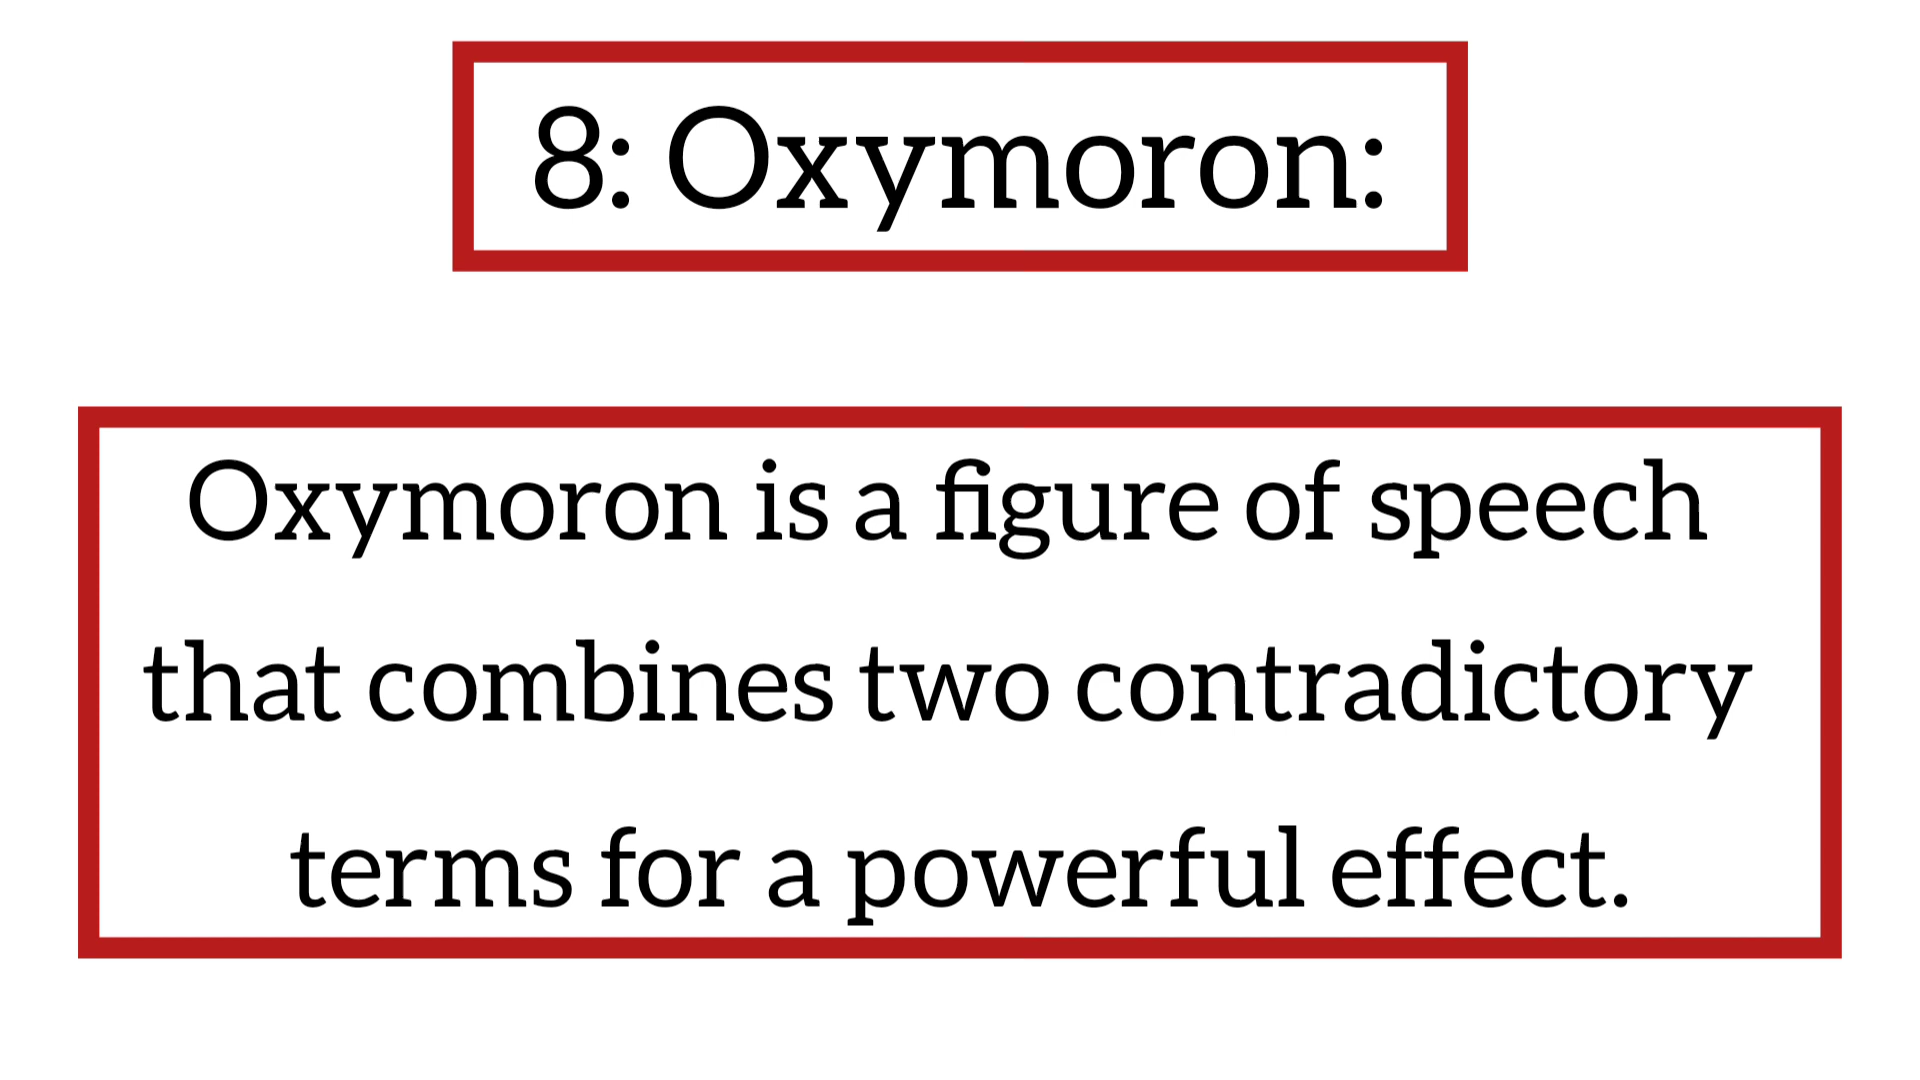 8: Oxymoron:
Oxymoron is a figure of speech
that combines two contradictory
terms for a powerful effect.